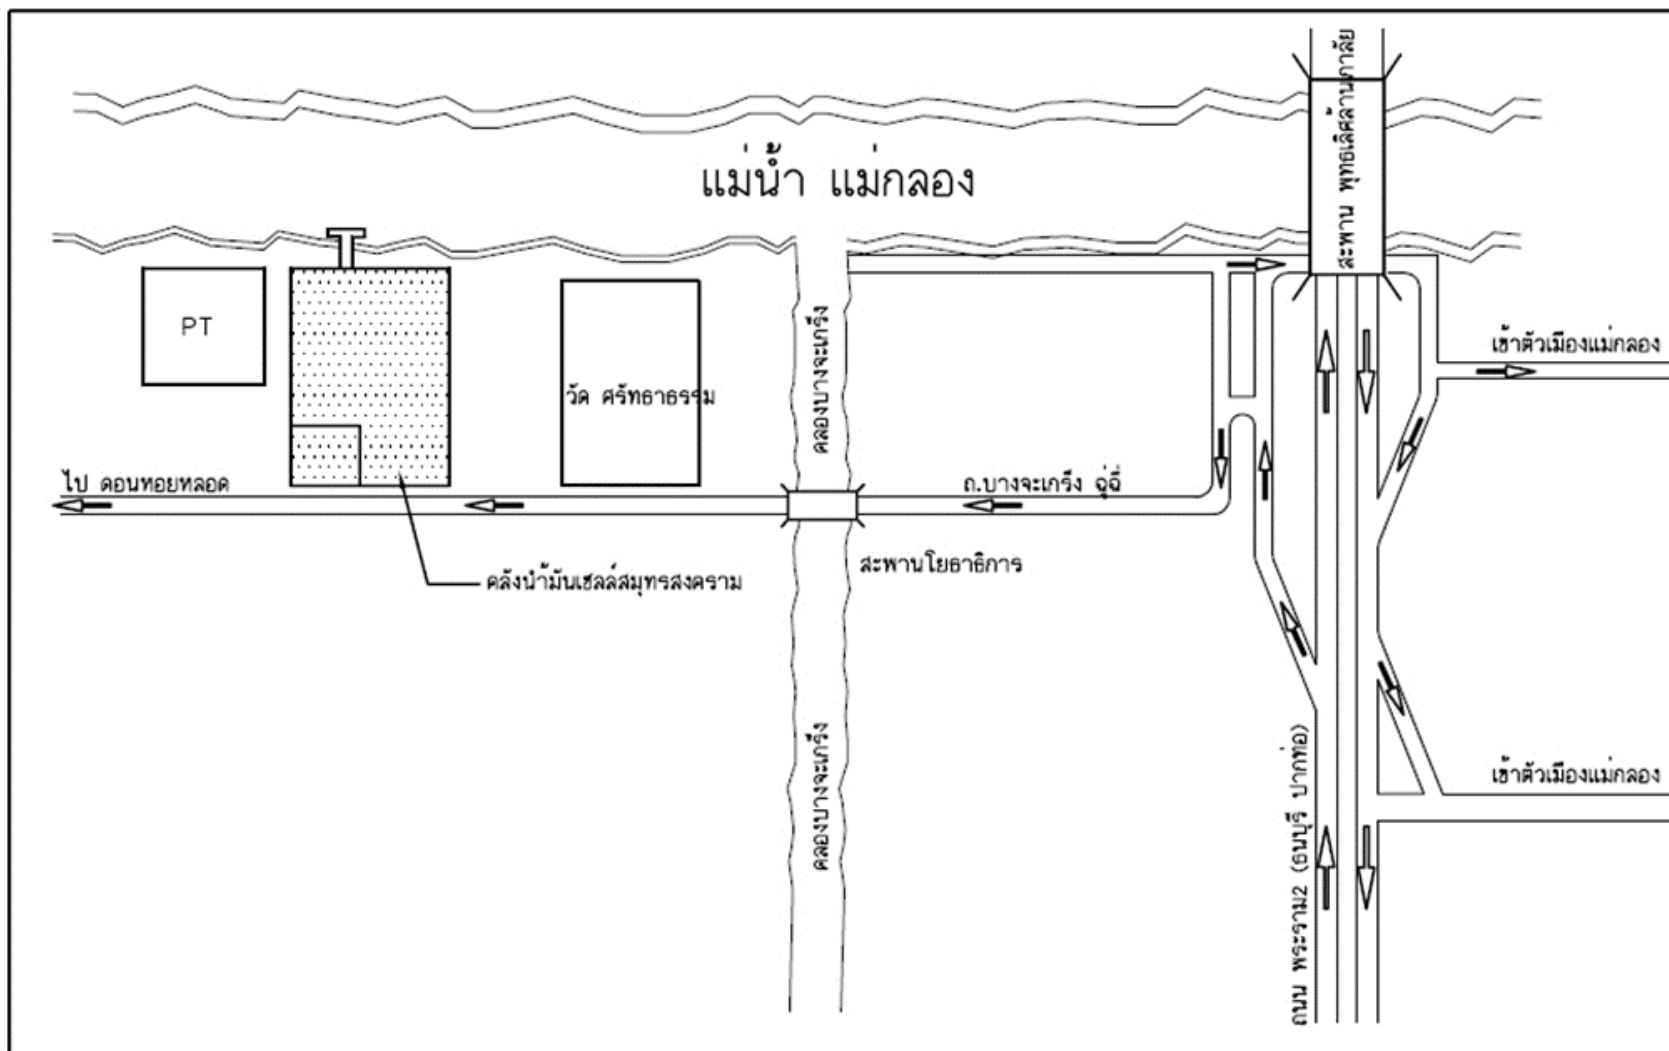 สะพาน พุทธเลิศล้านภาลัย
แม่น้ำ แม่กลอง
PT
วัด ศรัทธาธรรม
คลองบางจะเกร็ง
เข้าตัวเมืองแม่กลอง
ไป ดอนหอยหลอด
ถ.บางจะเกร็ง ฉู่ฉี่
สะพานโยธาธิการ
คลังน้ำมันเชลล์สมุทรสงคราม
คลองบางจะเกร็ง
ถนน พระราม2 (ธนบุรี ปากท่อ)
เข้าตัวเมืองแม่กลอง